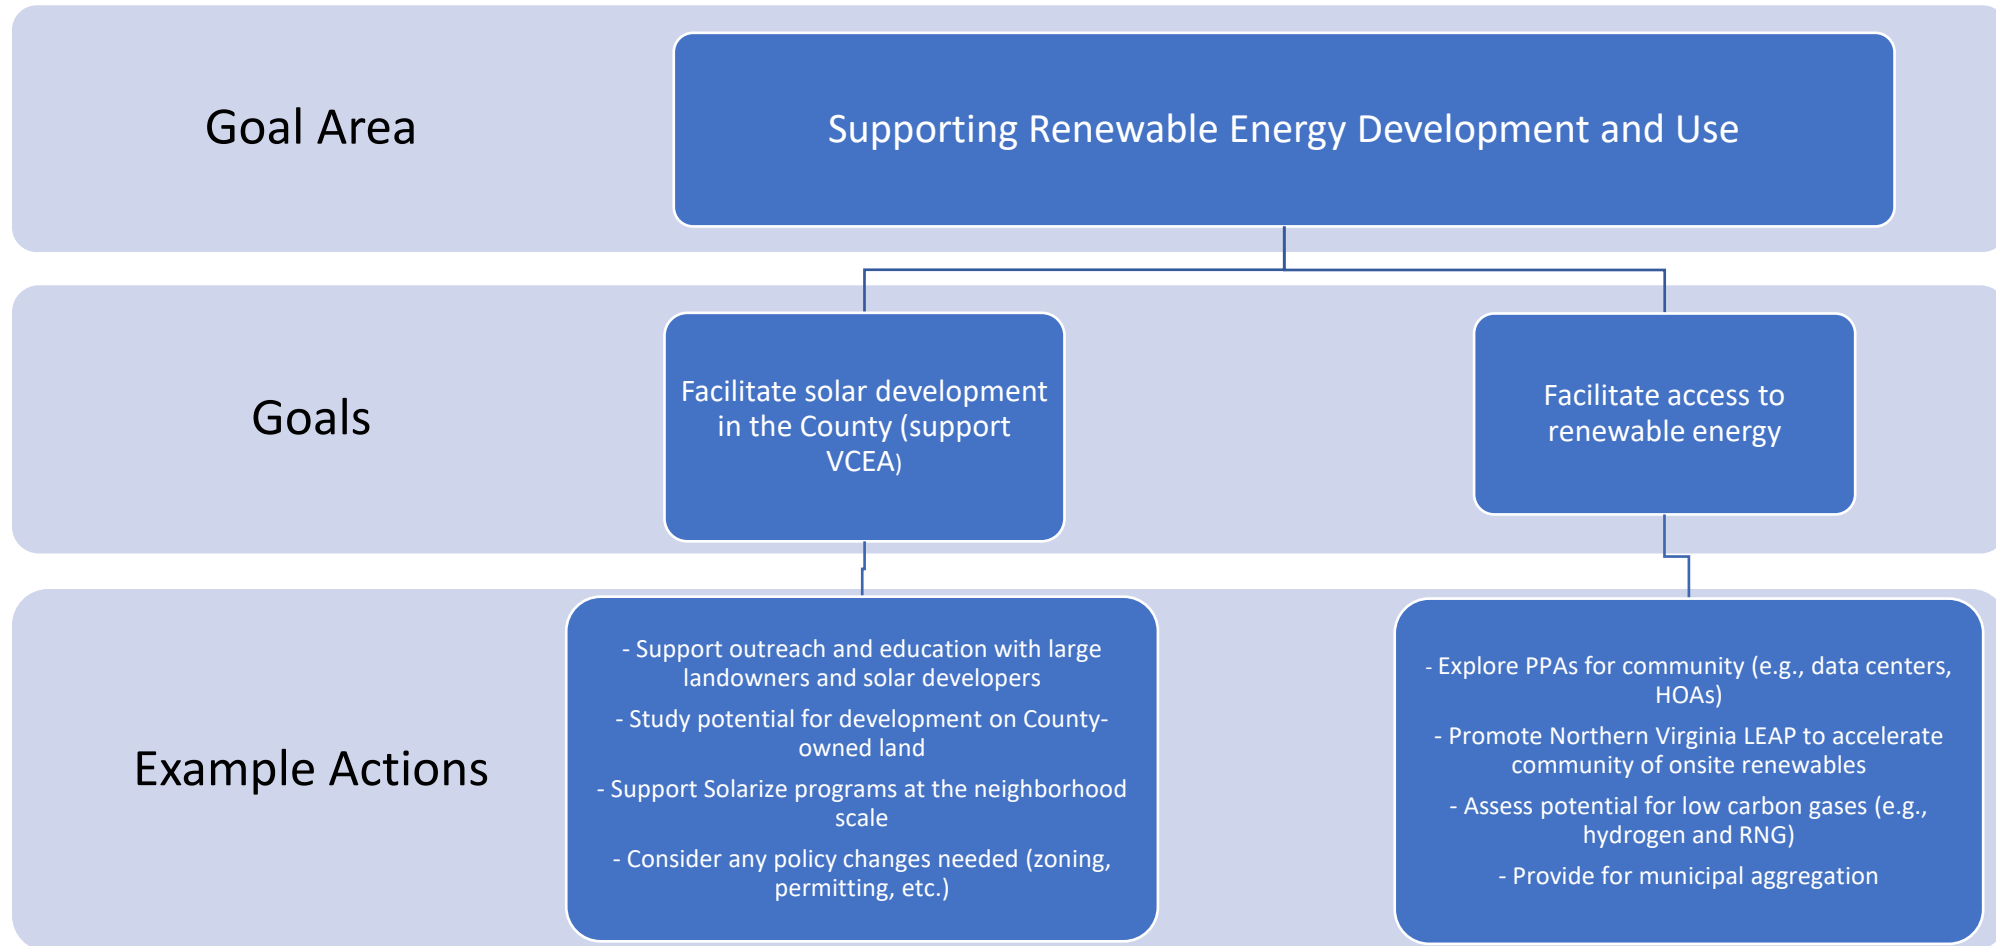 Goal Area
Supporting Renewable Energy Development and Use
Goals
Facilitate solar development
in the County (support
VCEA)
Facilitate access to
renewable energy
Example Actions
- Support outreach and education with large
landowners and solar developers
- Study potential for development on County-
owned land
- Support Solarize programs at the neighborhood
scale
- Consider any policy changes needed (zoning,
permitting, etc.)
- Explore PPAs for community (e.g., data centers,
HOAs)
- Promote Northern Virginia LEAP to accelerate
community of onsite renewables
- Assess potential for low carbon gases (e.g.,
hydrogen and RNG)
- Provide for municipal aggregation